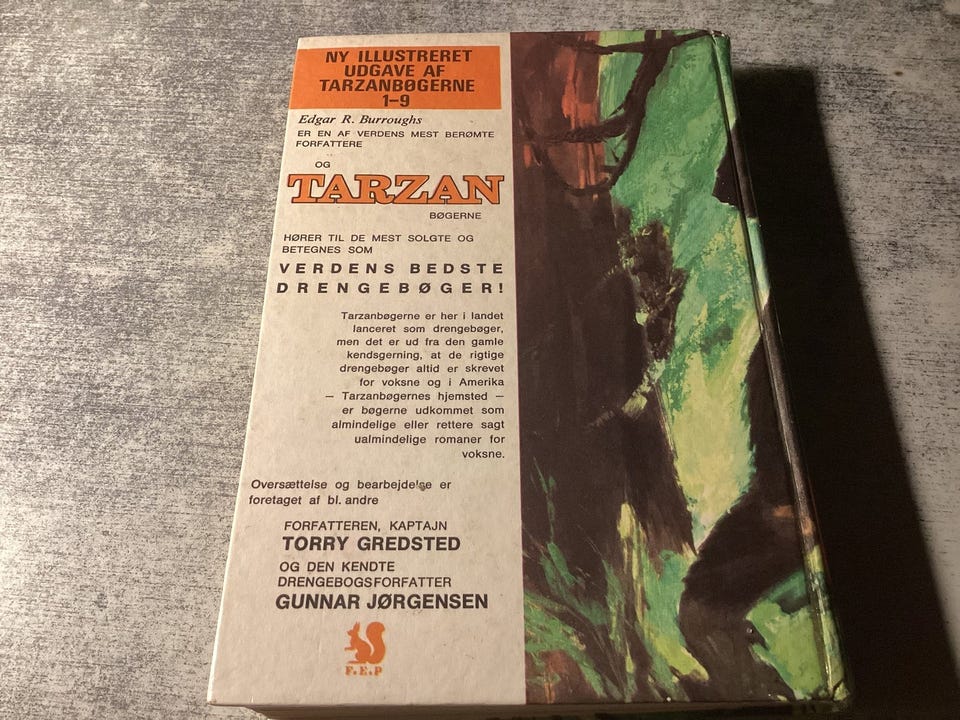 NY ILLUSTRERET
UDGAVE AF
TARZANBØGERNE
1–9
Edgar R. Burroughs
ER EN AF VERDENS MEST BERØMTE
FORFATTERE
OG
TARZAN
BØGERNE
HØRER TIL DE MEST SOLGTE OG
BETEGNES SOM
VERDENS BEDSTE
DRENGEBØGER!
Tarzanbøgerne er her i landet
lanceret som drengebøger,
men det er ud fra den gamle
kendsgerning, at de rigtige
drengebøger altid er skrevet
for voksne og i Amerika
— Tarzanbøgernes hjemsted —
er bøgerne udkommet som
almindelige eller rettere sagt
ualmindelige romaner for
voksne.
Oversættelse og bearbejdelse er
foretaget af bl. andre
FORFATTEREN, KAPTAJN
TORRY GREDSTED
OG DEN KENDTE
DRENGEBOGSFORFATTER
GUNNAR JØRGENSEN
F.E.P